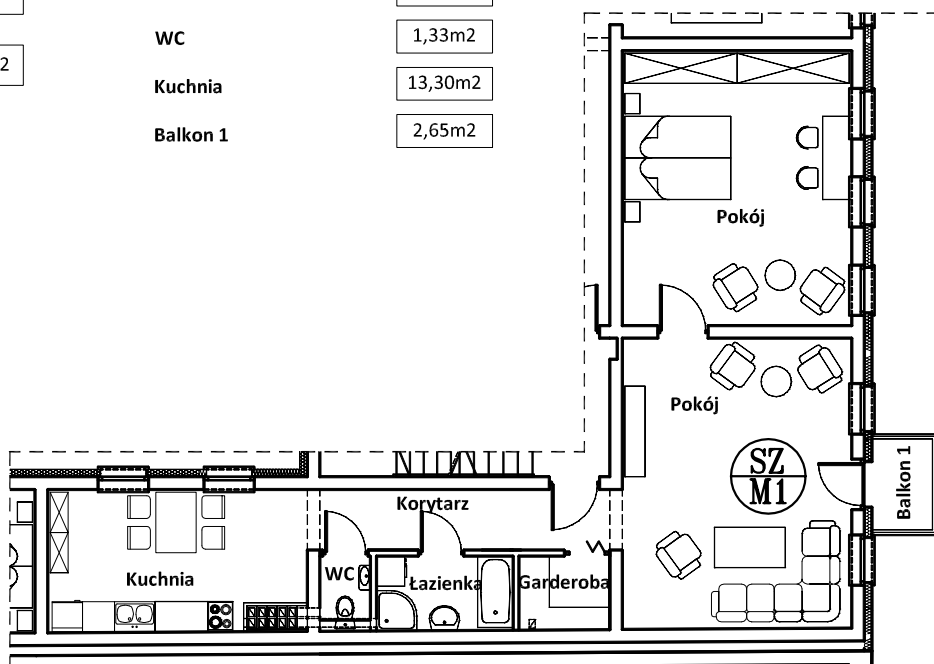 2
WC 1,33m2
Kuchnia 13,30m2
Balkon 1 2,65m2
Pokój
Pokój
SZ
M1
Balkon 1
Korytarz
Kuchnia
WC
Łazienka
Garderoba